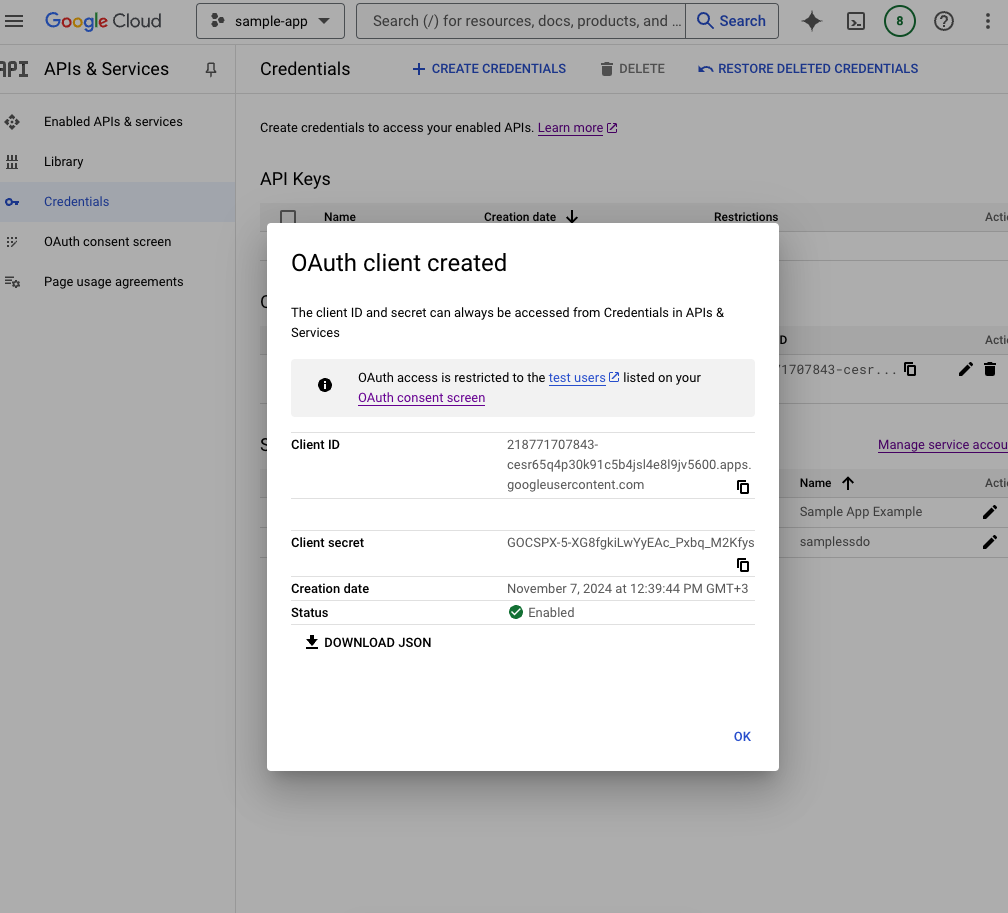 Google Cloud
sample-app
Search (/) for resources, docs, products, and ...
Search
8
API
APIs & Services
Credentials
CREATE CREDENTIALS
DELETE
RESTORE DELETED CREDENTIALS
Enabled APIs & services
Library
Credentials
OAuth consent screen
Page usage agreements
Create credentials to access your enabled APIs. Learn more
API Keys
Name
Creation date
Restrictions
OAuth client created
The client ID and secret can always be accessed from Credentials in APIs &
Services
OAuth access is restricted to the test users listed on your
OAuth consent screen
Client ID
218771707843-
cesr65q4p30k91c5b4jsl4e8l9jv5600.apps.
googleusercontent.com
Client secret
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
Creation date
November 7, 2024 at 12:39:44 PM GMT+3
Status
Enabled
DOWNLOAD JSON
OK
71707843-cesr...
Manage service accou
Name
Sample App Example
samplessdo